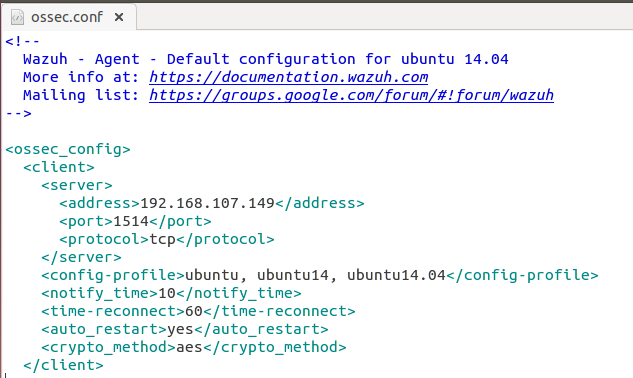 ossec.conf
<!--
  Wazuh - Agent - Default configuration for ubuntu 14.04
  More info at: https://documentation.wazuh.com
  Mailing list: https://groups.google.com/forum/#!forum/wazuh
-->

<ossec_config>
  <client>
    <server>
      <address>192.168.107.149</address>
      <port>1514</port>
      <protocol>tcp</protocol>
    </server>
    <config-profile>ubuntu, ubuntu14, ubuntu14.04</config-profile>
    <notify_time>10</notify_time>
    <time-reconnect>60</time-reconnect>
    <auto_restart>yes</auto_restart>
    <crypto_method>aes</crypto_method>
  </client>